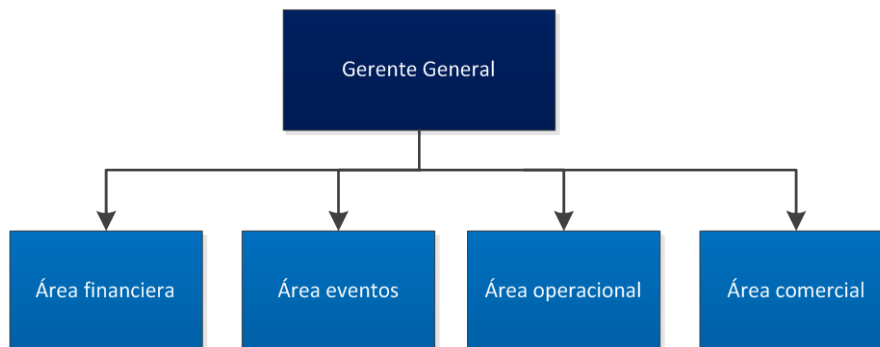 Gerente General
Área financiera
Área eventos
Área operacional
Área comercial